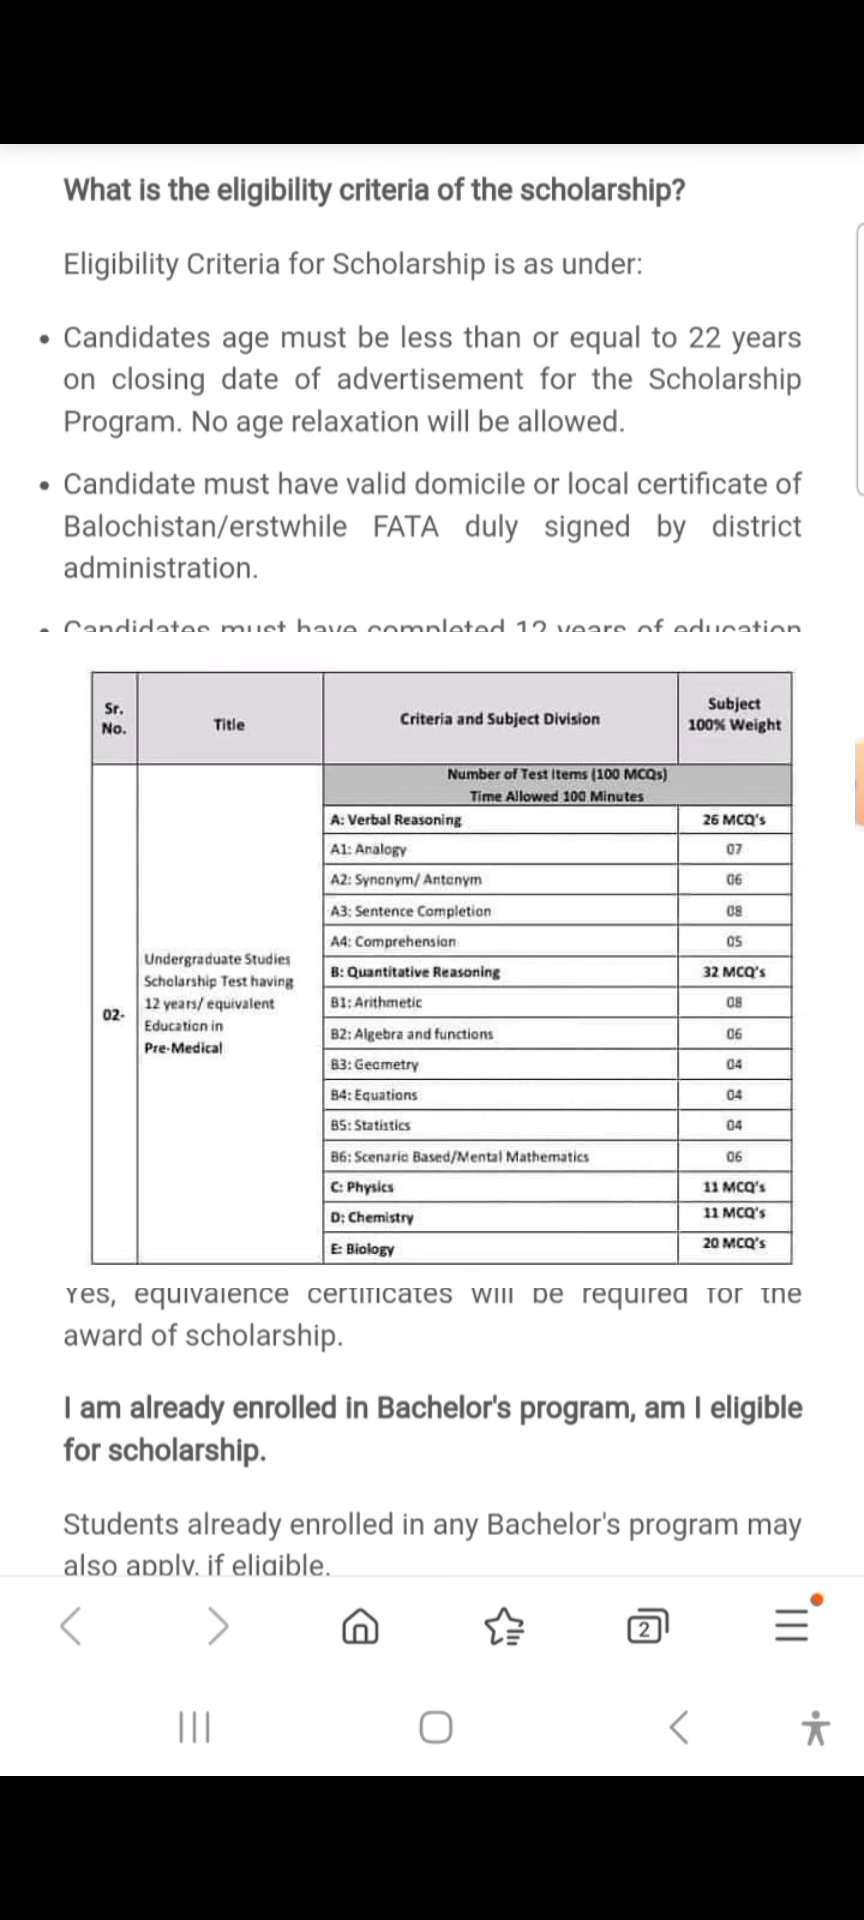 What is the eligibility criteria of the scholarship?
Eligibility Criteria for Scholarship is as under:
• Candidates age must be less than or equal to 22 years
on closing date of advertisement for the Scholarship
Program. No age relaxation will be allowed.
• Candidate must have valid domicile or local certificate of
Balochistan/erstwhile FATA duly signed by district
administration.
• Candidates must have completed 12 years of education
Sr. No. Title Criteria and Subject Division Subject 100% Weight
Number of Test Items (100 MCQs)
Time Allowed 100 Minutes
02-
Undergraduate Studies
Scholarship Test having
12 years/ equivalent
Education in
Pre-Medical
A: Verbal Reasoning 26 MCQ's
A1: Analogy 07
A2: Synonym/ Antonym 06
A3: Sentence Completion 08
A4: Comprehension 05
B: Quantitative Reasoning 32 MCQ's
B1: Arithmetic 08
B2: Algebra and functions 06
B3: Geometry 04
B4: Equations 04
B5: Statistics 04
B6: Scenario Based/Mental Mathematics 06
C: Physics 11 MCQ's
D: Chemistry 11 MCQ's
E: Biology 20 MCQ's
Yes, equivalence certificates will be required for the
award of scholarship.
I am already enrolled in Bachelor's program, am I eligible
for scholarship.
Students already enrolled in any Bachelor's program may
also apply, if eligible.
2